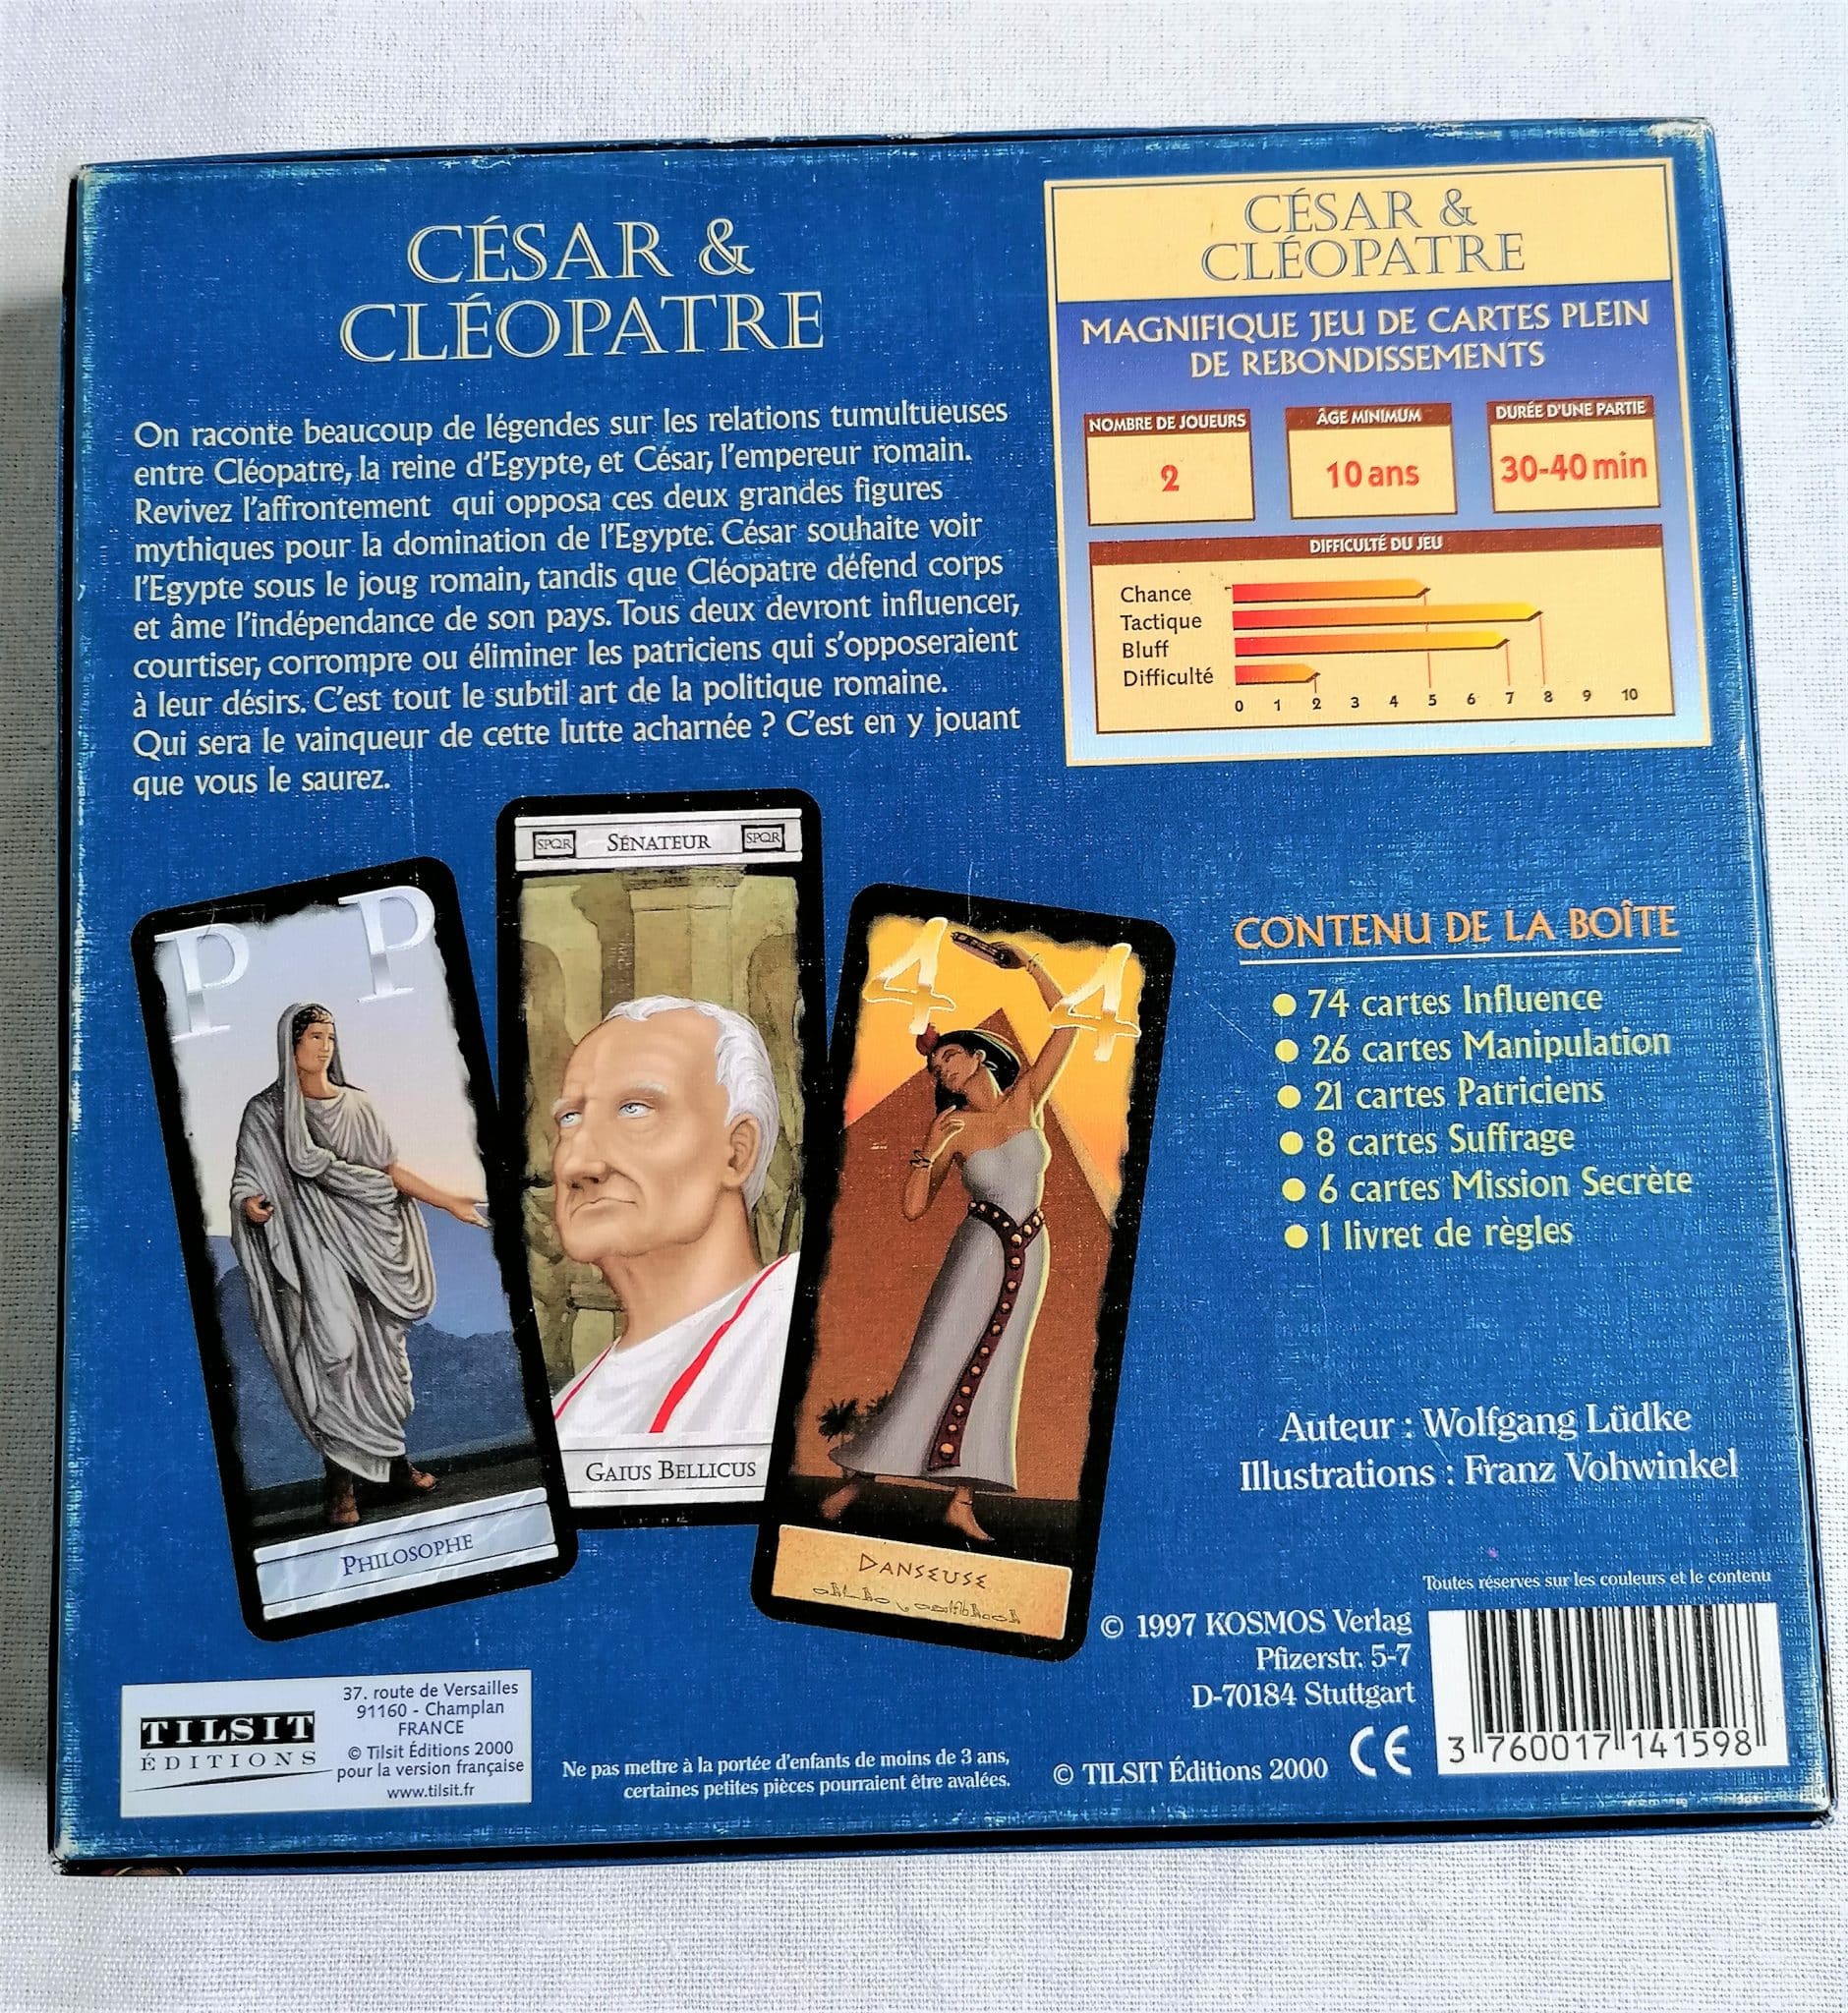 CÉSAR &
CLÉOPATRE
On raconte beaucoup de légendes sur les relations tumultueuses
entre Cléopatre, la reine d'Egypte, et César, l'empereur romain.
Revivez l'affrontement qui opposa ces deux grandes figures
mythiques pour la domination de l'Egypte. César souhaite voir
l'Egypte sous le joug romain, tandis que Cléopatre défend corps
et âme l'indépendance de son pays. Tous deux devront influencer,
courtiser, corrompre ou éliminer les patriciens qui s'opposeraient
à leur désirs. C'est tout le subtil art de la politique romaine.
Qui sera le vainqueur de cette lutte acharnée ? C'est en y jouant
que vous le saurez.
CÉSAR &
CLÉOPATRE
MAGNIFIQUE JEU DE CARTES PLEIN
DE REBONDISSEMENTS
NOMBRE DE JOUEURS
2
ÂGE MINIMUM
10 ans
DURÉE D'UNE PARTIE
30-40 min
DIFFICULTÉ DU JEU
Chance
Tactique
Bluff
Difficulté
0 1 2 3 4 5 6 7 8 9 10
P P
PHILOSOPHE
SPQR SÉNATEUR SPQR
GAIUS BELLICUS
4 4
DANSEUSE
CONTENU DE LA BOÎTE
● 74 cartes Influence
● 26 cartes Manipulation
● 21 cartes Patriciens
● 8 cartes Suffrage
● 6 cartes Mission Secrète
● 1 livret de règles
Auteur : Wolfgang Lüdke
Illustrations : Franz Vohwinkel
Toutes réserves sur les couleurs et le contenu
© 1997 KOSMOS Verlag
Pfizerstr. 5-7
D-70184 Stuttgart
CE
© TILSIT Éditions 2000
3 760017 141598
TILSIT
ÉDITIONS
37. route de Versailles
91160 - Champlan
FRANCE
© Tilsit Éditions 2000
pour la version française
www.tilsit.fr
Ne pas mettre à la portée d'enfants de moins de 3 ans,
certaines petites pièces pourraient être avalées.